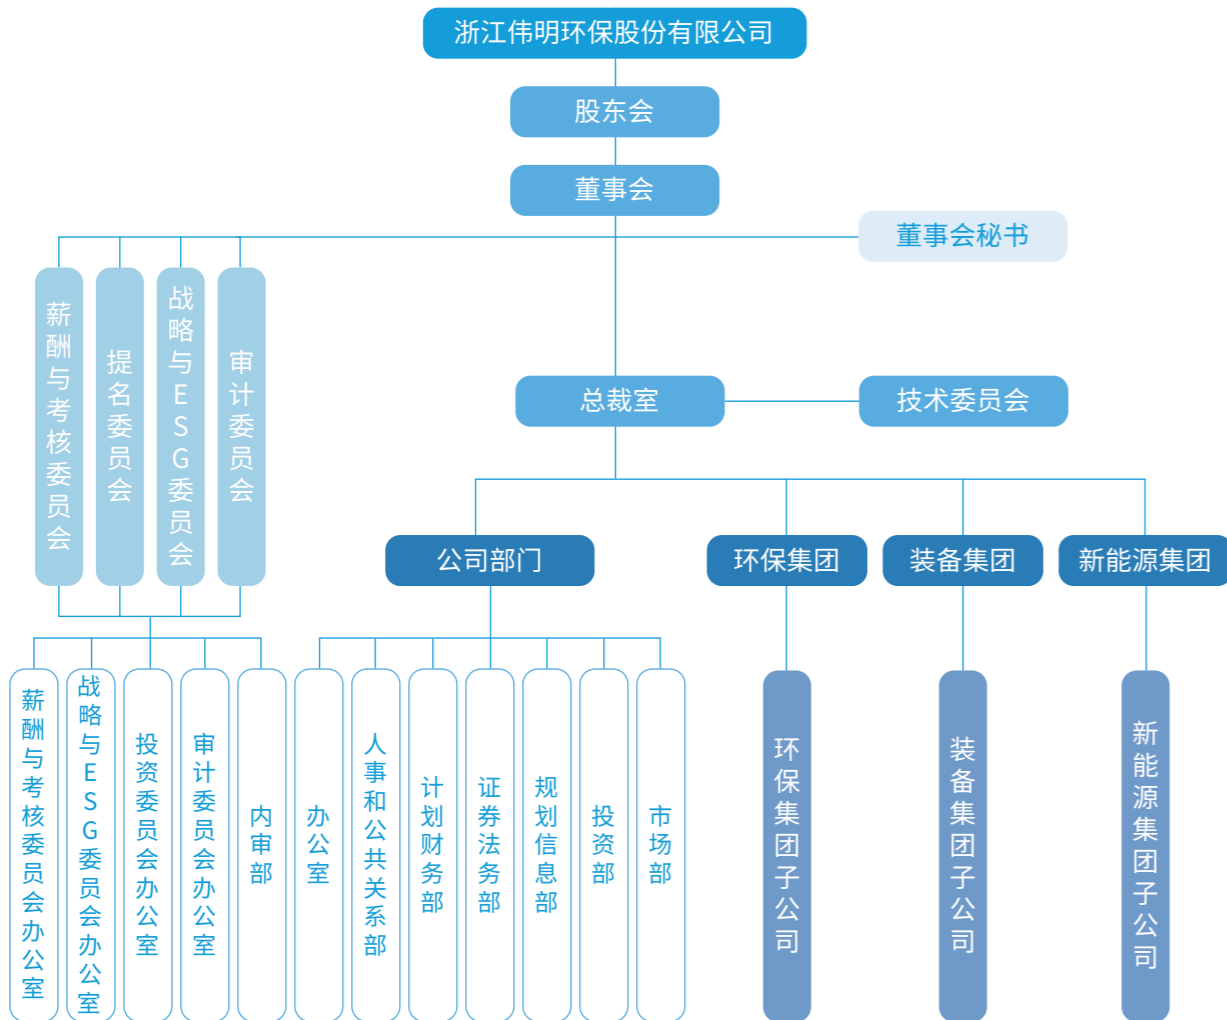 浙江伟明环保股份有限公司
股东会
董事会
董事会秘书
薪酬与考核委员会
提名委员会
战略与ESG委员会
审计委员会
总裁室
技术委员会
公司部门
环保集团
装备集团
新能源集团
薪酬与考核委员会办公室
战略与ESG委员会办公室
投资委员会办公室
审计委员会办公室
内审部
办公室
人事和公共关系部
计划财务部
证券法务部
规划信息部
投资部
市场部
环保集团子公司
装备集团子公司
新能源集团子公司